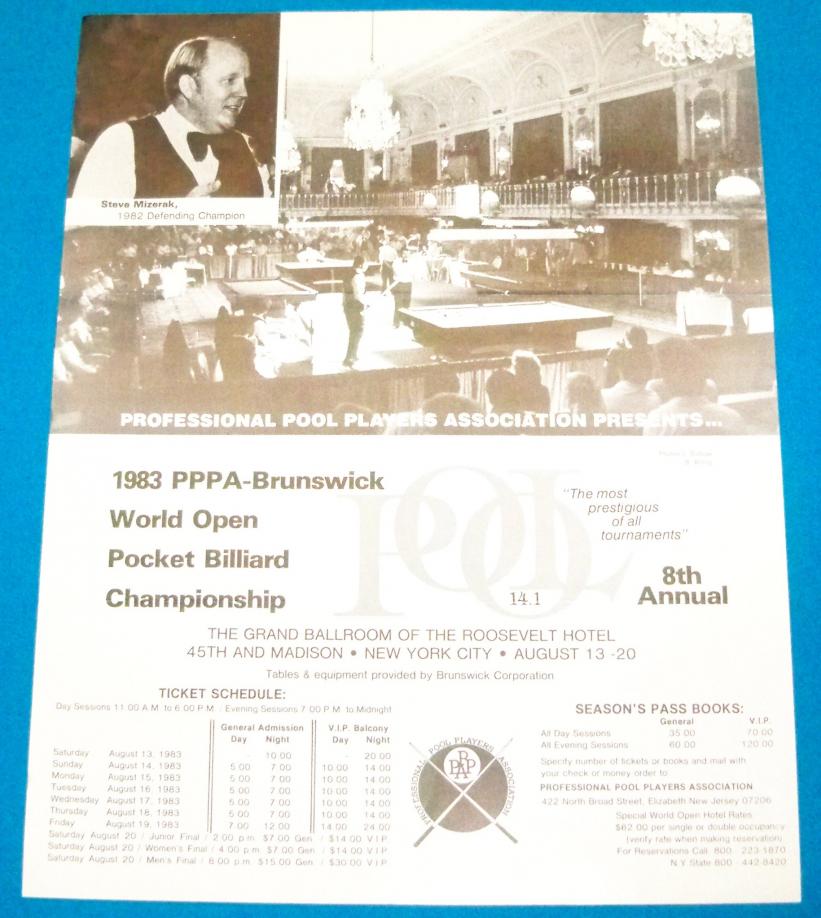 Steve Mizerak,
1982 Defending Champion
PROFESSIONAL POOL PLAYERS ASSOCIATION PRESENTS...
1983 PPPA-Brunswick
World Open
Pocket Billiard
Championship
POOL
14.1
"The most
prestigious
of all
tournaments"
8th
Annual
THE GRAND BALLROOM OF THE ROOSEVELT HOTEL
45TH AND MADISON • NEW YORK CITY • AUGUST 13 -20
Tables & equipment provided by Brunswick Corporation
TICKET SCHEDULE:
Day Sessions 11:00 A.M. to 6:00 P.M. / Evening Sessions 7:00 P.M. to Midnight
General Admission V.I.P. Balcony
Day Night Day Night
Saturday August 13, 1983 - 10.00 - 20.00
Sunday August 14, 1983 5.00 7.00 10.00 14.00
Monday August 15, 1983 5.00 7.00 10.00 14.00
Tuesday August 16, 1983 5.00 7.00 10.00 14.00
Wednesday August 17, 1983 5.00 7.00 10.00 14.00
Thursday August 18, 1983 5.00 7.00 10.00 14.00
Friday August 19, 1983 7.00 12.00 14.00 24.00
Saturday August 20 / Junior Final / 2:00 p.m. $7.00 Gen. / $14.00 V.I.P.
Saturday August 20 / Women's Final / 4:00 p.m. $7.00 Gen. / $14.00 V.I.P.
Saturday August 20 / Men's Final / 8:00 p.m. $15.00 Gen. / $30.00 V.I.P.
PROFESSIONAL POOL PLAYERS ASSOCIATION
PPPA
SEASON'S PASS BOOKS:
General V.I.P.
All Day Sessions 35.00 70.00
All Evening Sessions 60.00 120.00
Specify number of tickets or books and mail with
your check or money order to
PROFESSIONAL POOL PLAYERS ASSOCIATION
422 North Broad Street, Elizabeth New Jersey 07206
Special World Open Hotel Rates
$62.00 per single or double occupancy
(verify rate when making reservation)
For Reservations Call 800 - 223-1870
N.Y. State 800 - 442-8420